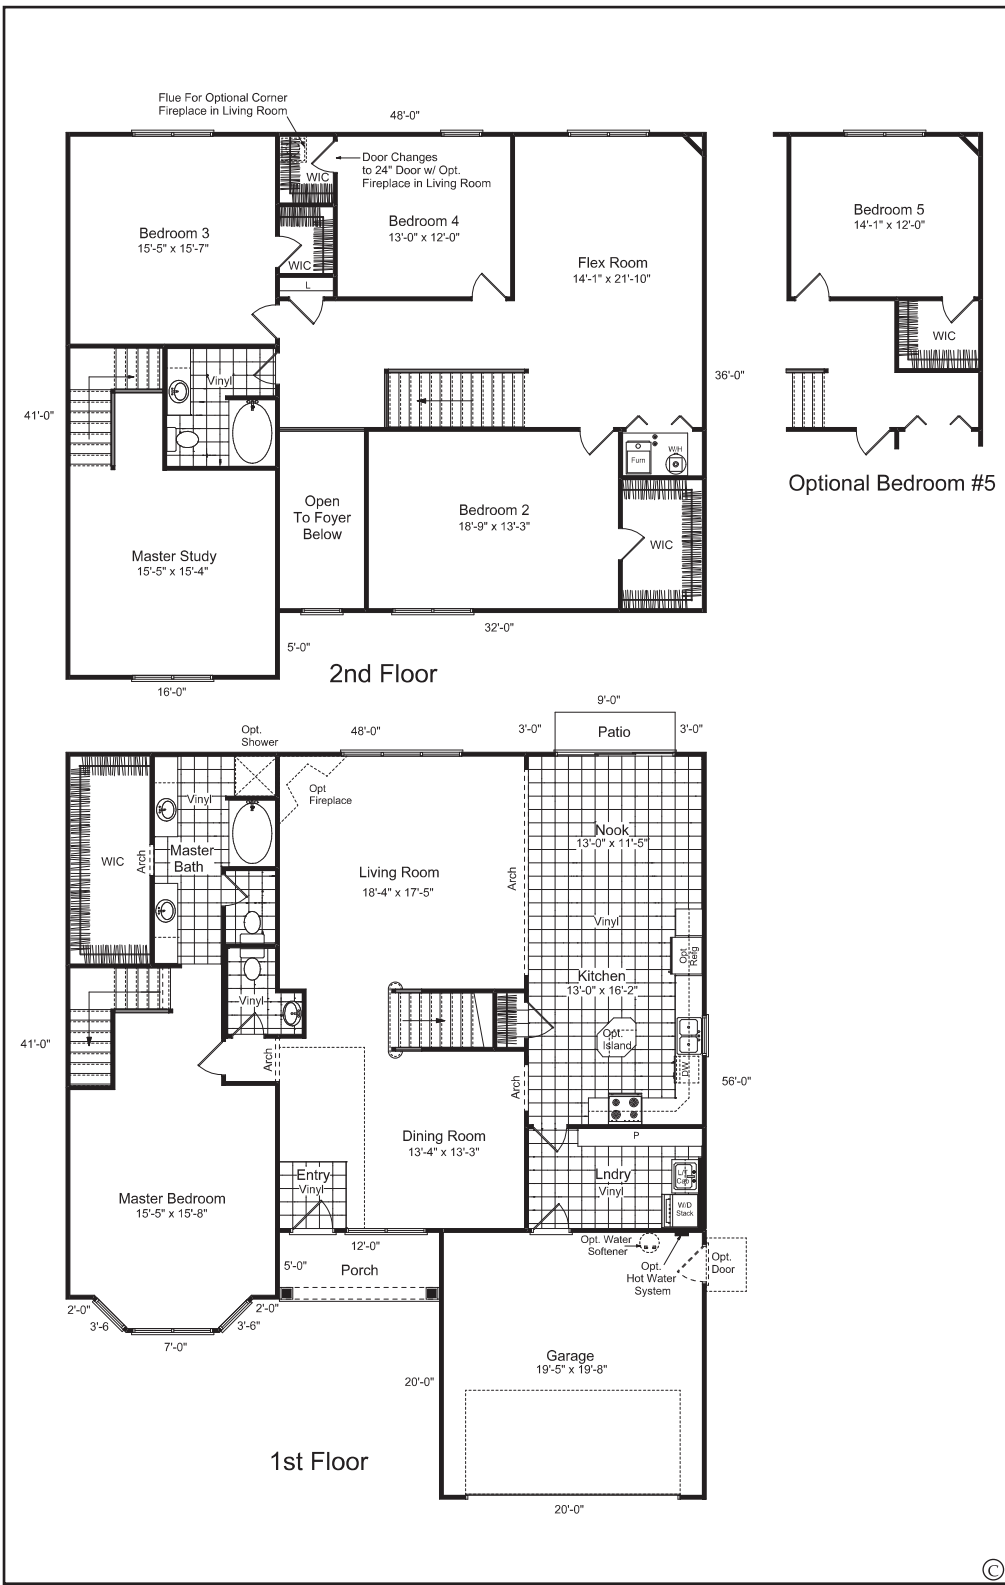 Flue For Optional Corner
Fireplace in Living Room
48'-0"
Door Changes
to 24" Door w/ Opt.
Fireplace in Living Room
WIC
Bedroom 3
15'-5" x 15'-7"
Bedroom 4
13'-0" x 12'-0"
WIC
L
Flex Room
14'-1" x 21'-10"
Bedroom 5
14'-1" x 12'-0"
WIC
Vinyl
36'-0"
41'-0"
Furn
W/H
Optional Bedroom #5
Open
To Foyer
Below
Bedroom 2
18'-9" x 13'-3"
WIC
Master Study
15'-5" x 15'-4"
32'-0"
5'-0"
2nd Floor
16'-0"
9'-0"
Opt.
Shower
48'-0"
3'-0"
Patio
3'-0"
Opt
Fireplace
Vinyl
Nook
13'-0" x 11'-5"
WIC
Arch
Master
Bath
Living Room
18'-4" x 17'-5"
Arch
Vinyl
Opt
Refg
Kitchen
13'-0" x 16'-2"
Vinyl
Opt.
Island
41'-0"
Arch
DW
56'-0"
Arch
Dining Room
13'-4" x 13'-3"
P
Entry
Vinyl
Lndry
Vinyl
L/T
Cab
W/D
Stack
Master Bedroom
15'-5" x 15'-8"
12'-0"
5'-0"
Porch
Opt. Water
Softener
Opt.
Hot Water
System
Opt.
Door
2'-0"
3'-6
7'-0"
2'-0"
3'-6"
Garage
19'-5" x 19'-8"
20'-0"
1st Floor
20'-0"
©